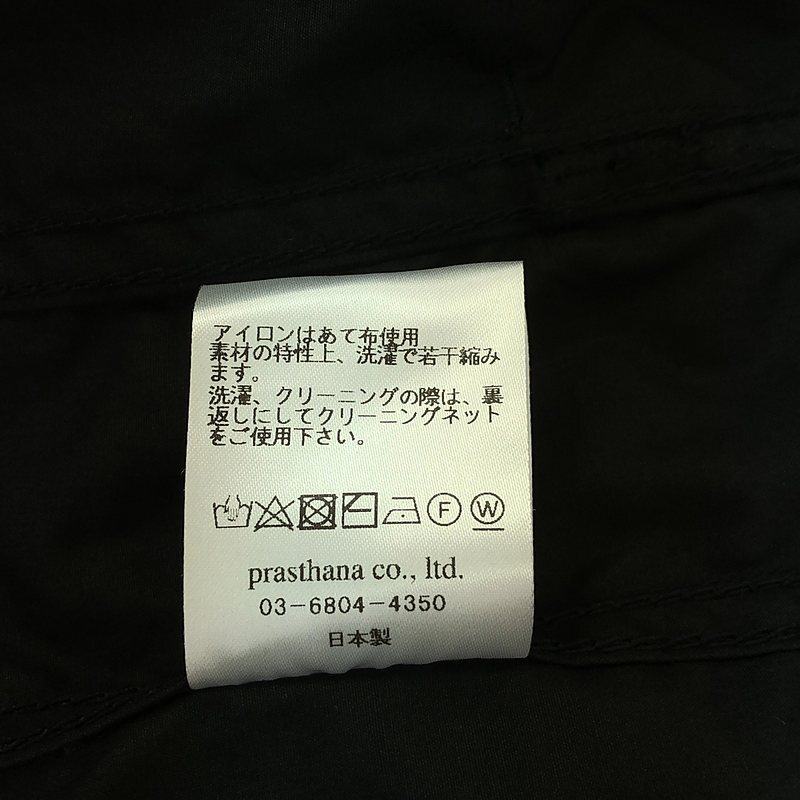 アイロンはあて布使用
素材の特性上、洗濯で若干縮み
ます。
洗濯、クリーニングの際は、裏
返しにしてクリーニングネット
をご使用下さい。
F W
prasthana co., ltd.
03-6804-4350
日本製